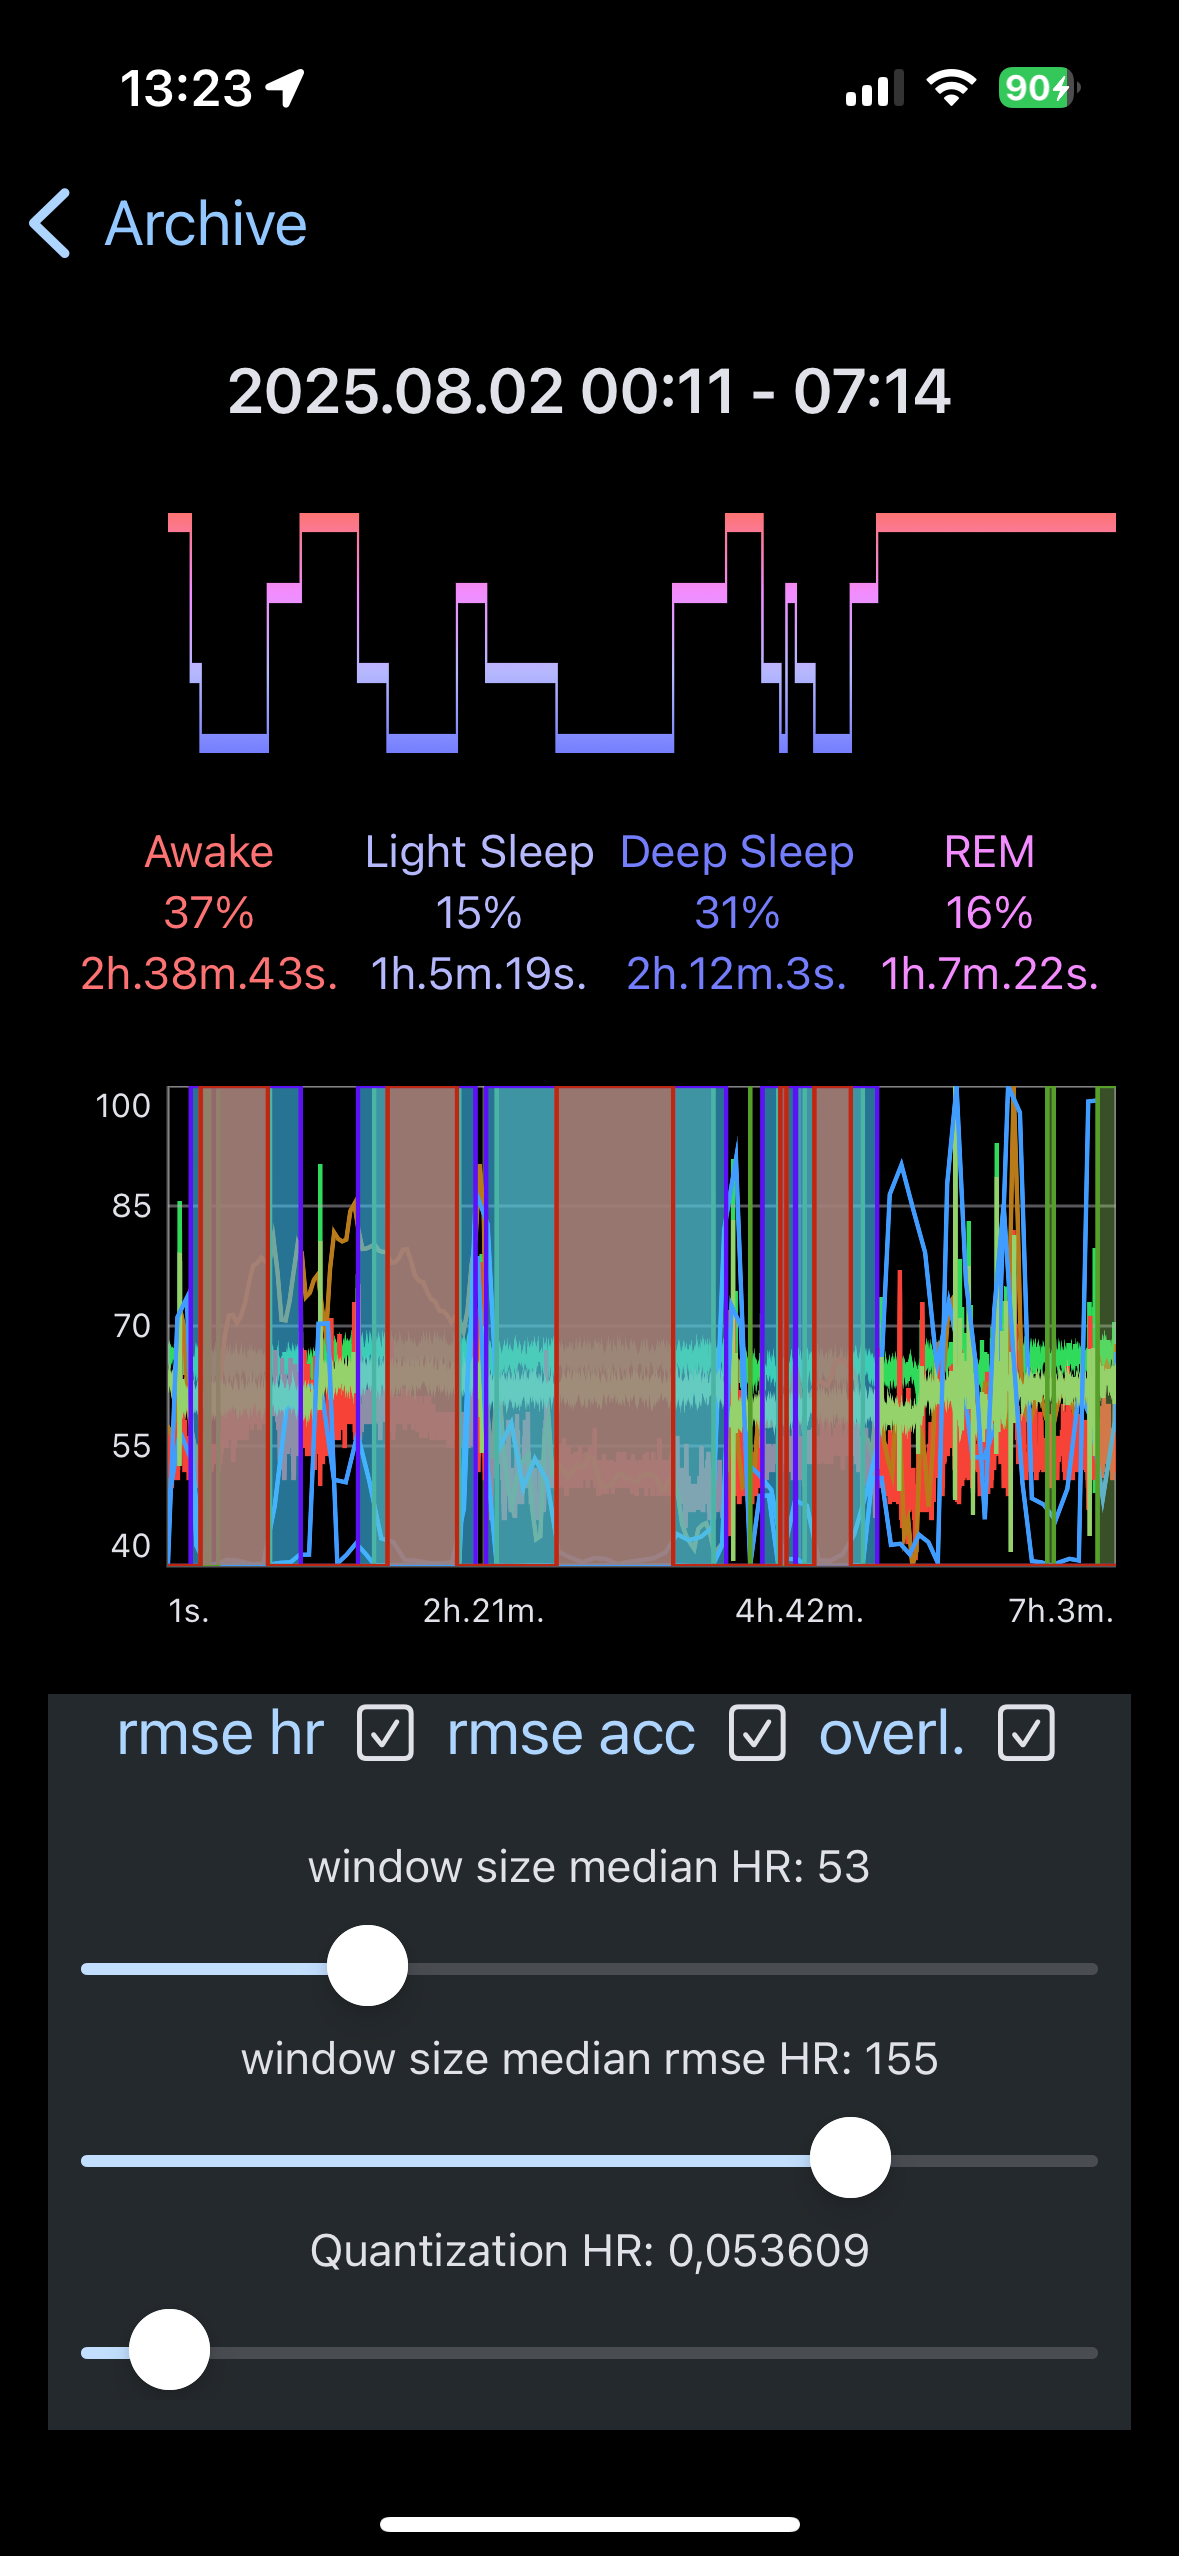 13:23
90
Archive
2025.08.02 00:11 - 07:14
Awake Light Sleep Deep Sleep REM
37% 15% 31% 16%
2h.38m.43s. 1h.5m.19s. 2h.12m.3s. 1h.7m.22s.
100
85
70
55
40
1s. 2h.21m. 4h.42m. 7h.3m.
rmse hr rmse acc overl.
window size median HR: 53
window size median rmse HR: 155
Quantization HR: 0,053609